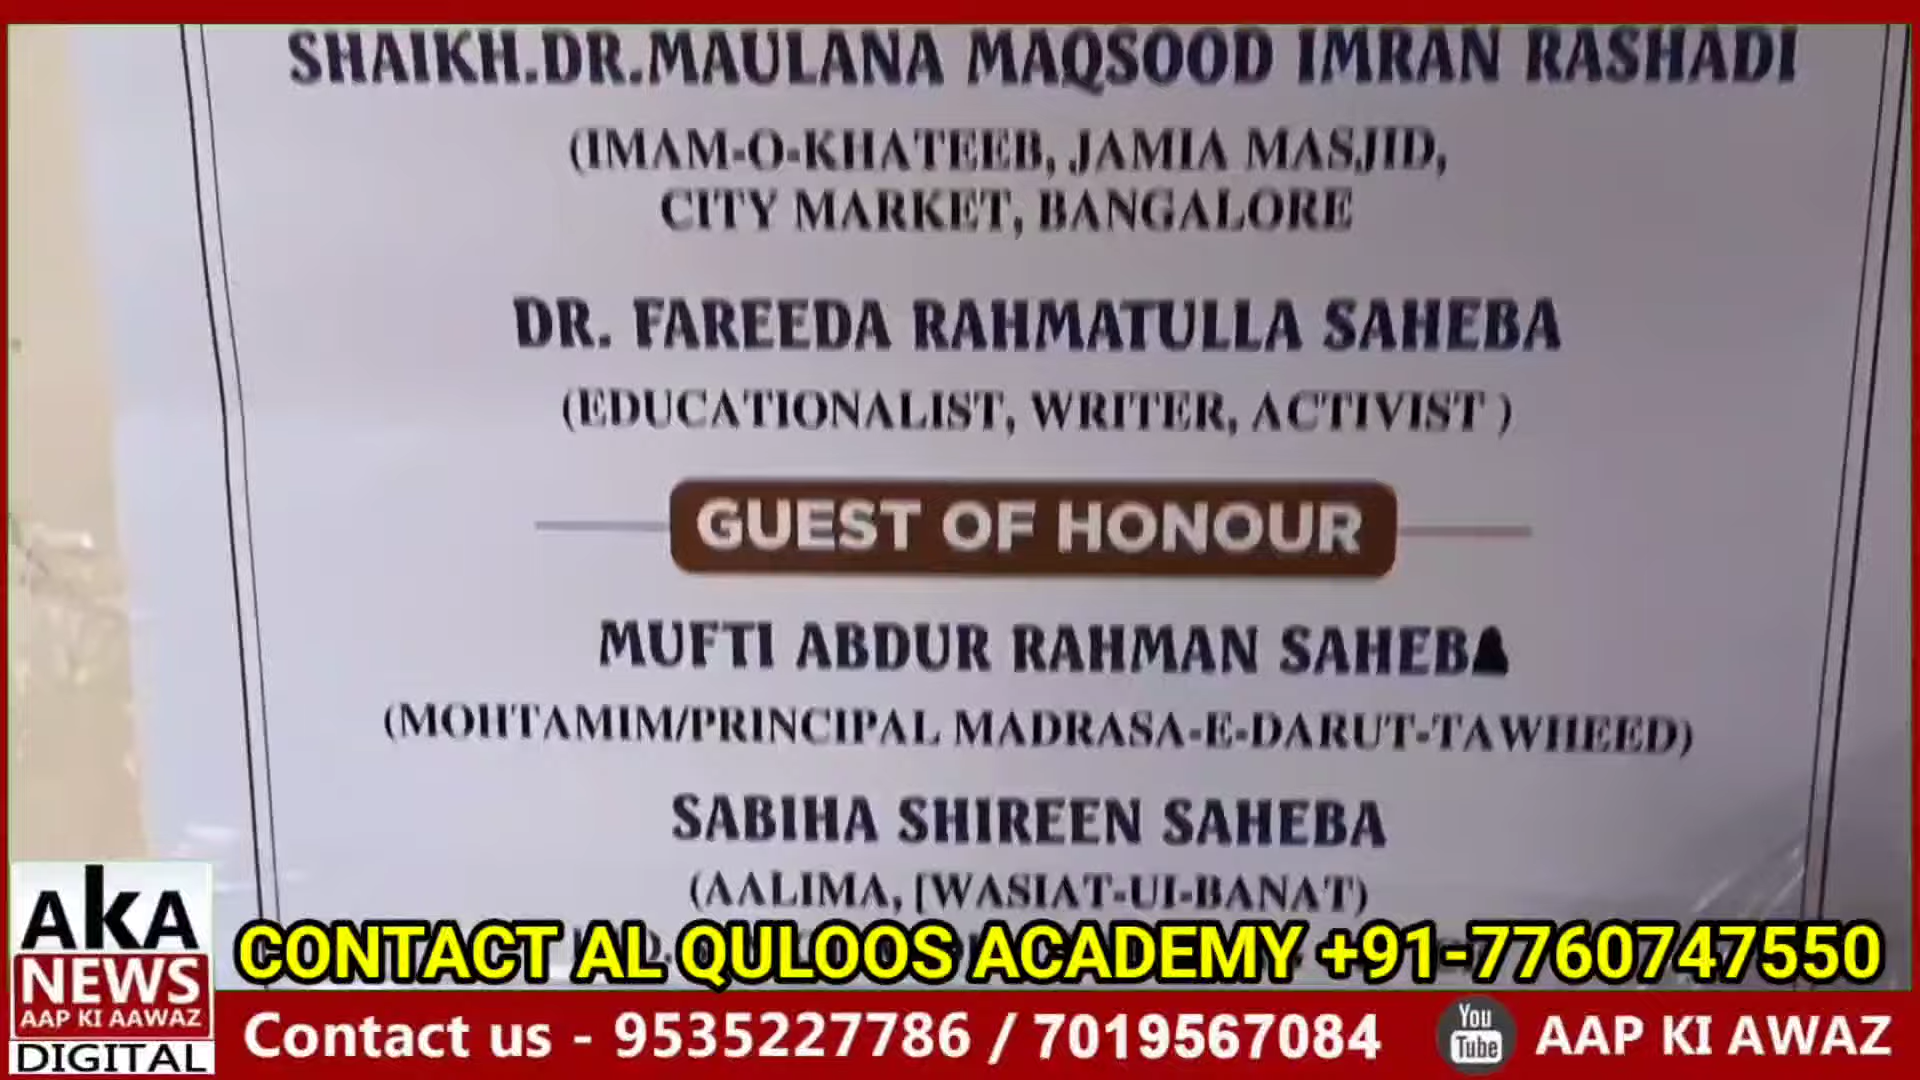 SHAIKH.DR.MAULANA MAQSOOD IMRAN RASHADI
(IMAM-O-KHATEEB, JAMIA MASJID,
CITY MARKET, BANGALORE
DR. FAREEDA RAHMATULLA SAHEBA
(EDUCATIONALIST, WRITER, ACTIVIST )
GUEST OF HONOUR
MUFTI ABDUR RAHMAN SAHEBA
(MOHTAMIM/PRINCIPAL MADRASA-E-DARUT-TAWHEED)
SABIHA SHIREEN SAHEBA
(AALIMA, [WASIAT-UI-BANAT)
CONTACT AL QULOOS ACADEMY +91-7760747550
AKA
NEWS
AAP KI AAWAZ
DIGITAL
Contact us - 9535227786 / 7019567084
You
Tube
AAP KI AWAZ